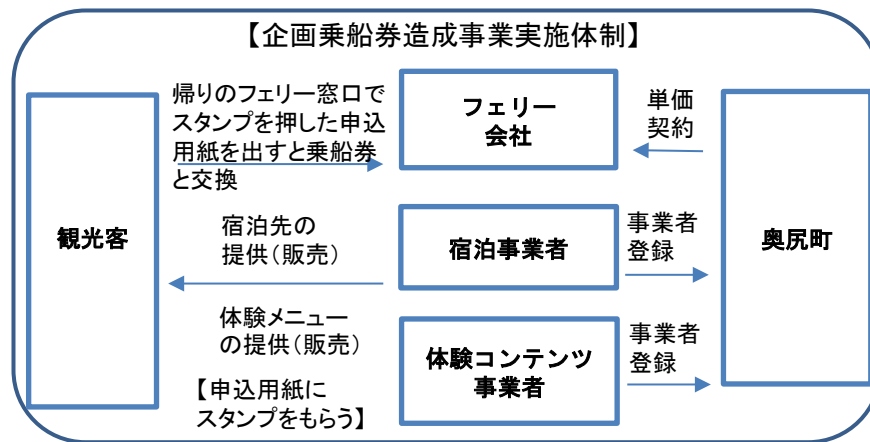 【企画乗船券造成事業実施体制】
帰りのフェリー窓口で
スタンプを押した申込
用紙を出すと乗船券
と交換
フェリー
会社
単価
契約
観光客
宿泊先の
提供(販売)
宿泊事業者
事業者
登録
奥尻町
体験メニュー
の提供(販売)
【申込用紙に
スタンプをもらう】
体験コンテンツ
事業者
事業者
登録